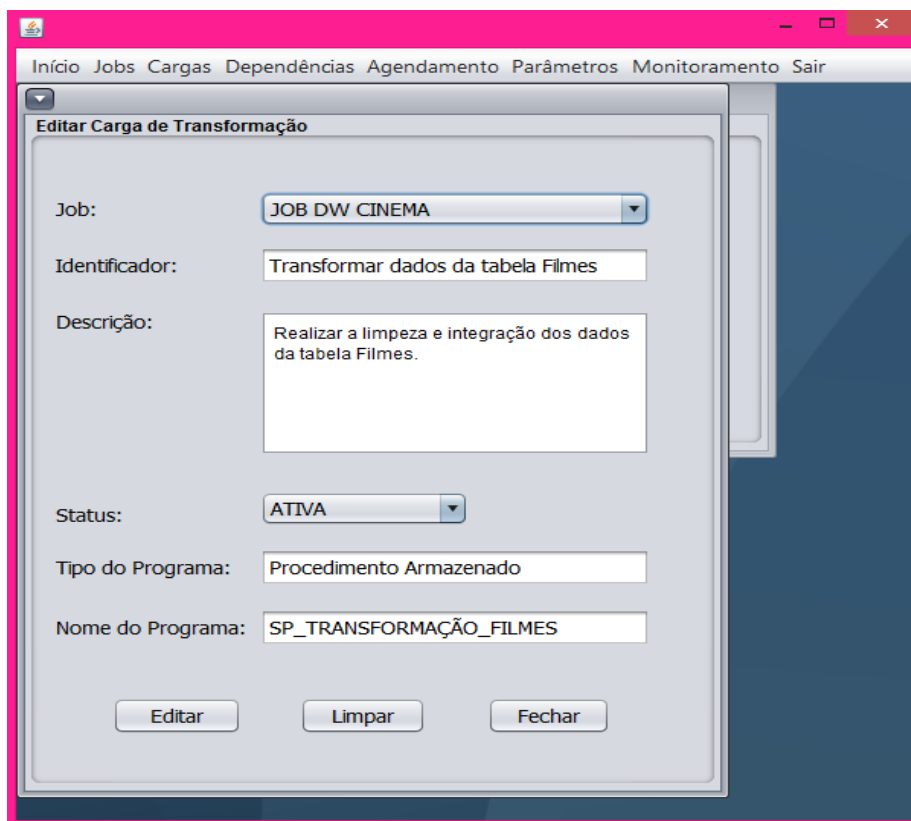 Início Jobs Cargas Dependências Agendamento Parâmetros Monitoramento Sair
Editar Carga de Transformação
Job: JOB DW CINEMA
Identificador: Transformar dados da tabela Filmes
Descrição: Realizar a limpeza e integração dos dados
da tabela Filmes.
Status: ATIVA
Tipo do Programa: Procedimento Armazenado
Nome do Programa: SP_TRANSFORMAÇÃO_FILMES
Editar Limpar Fechar